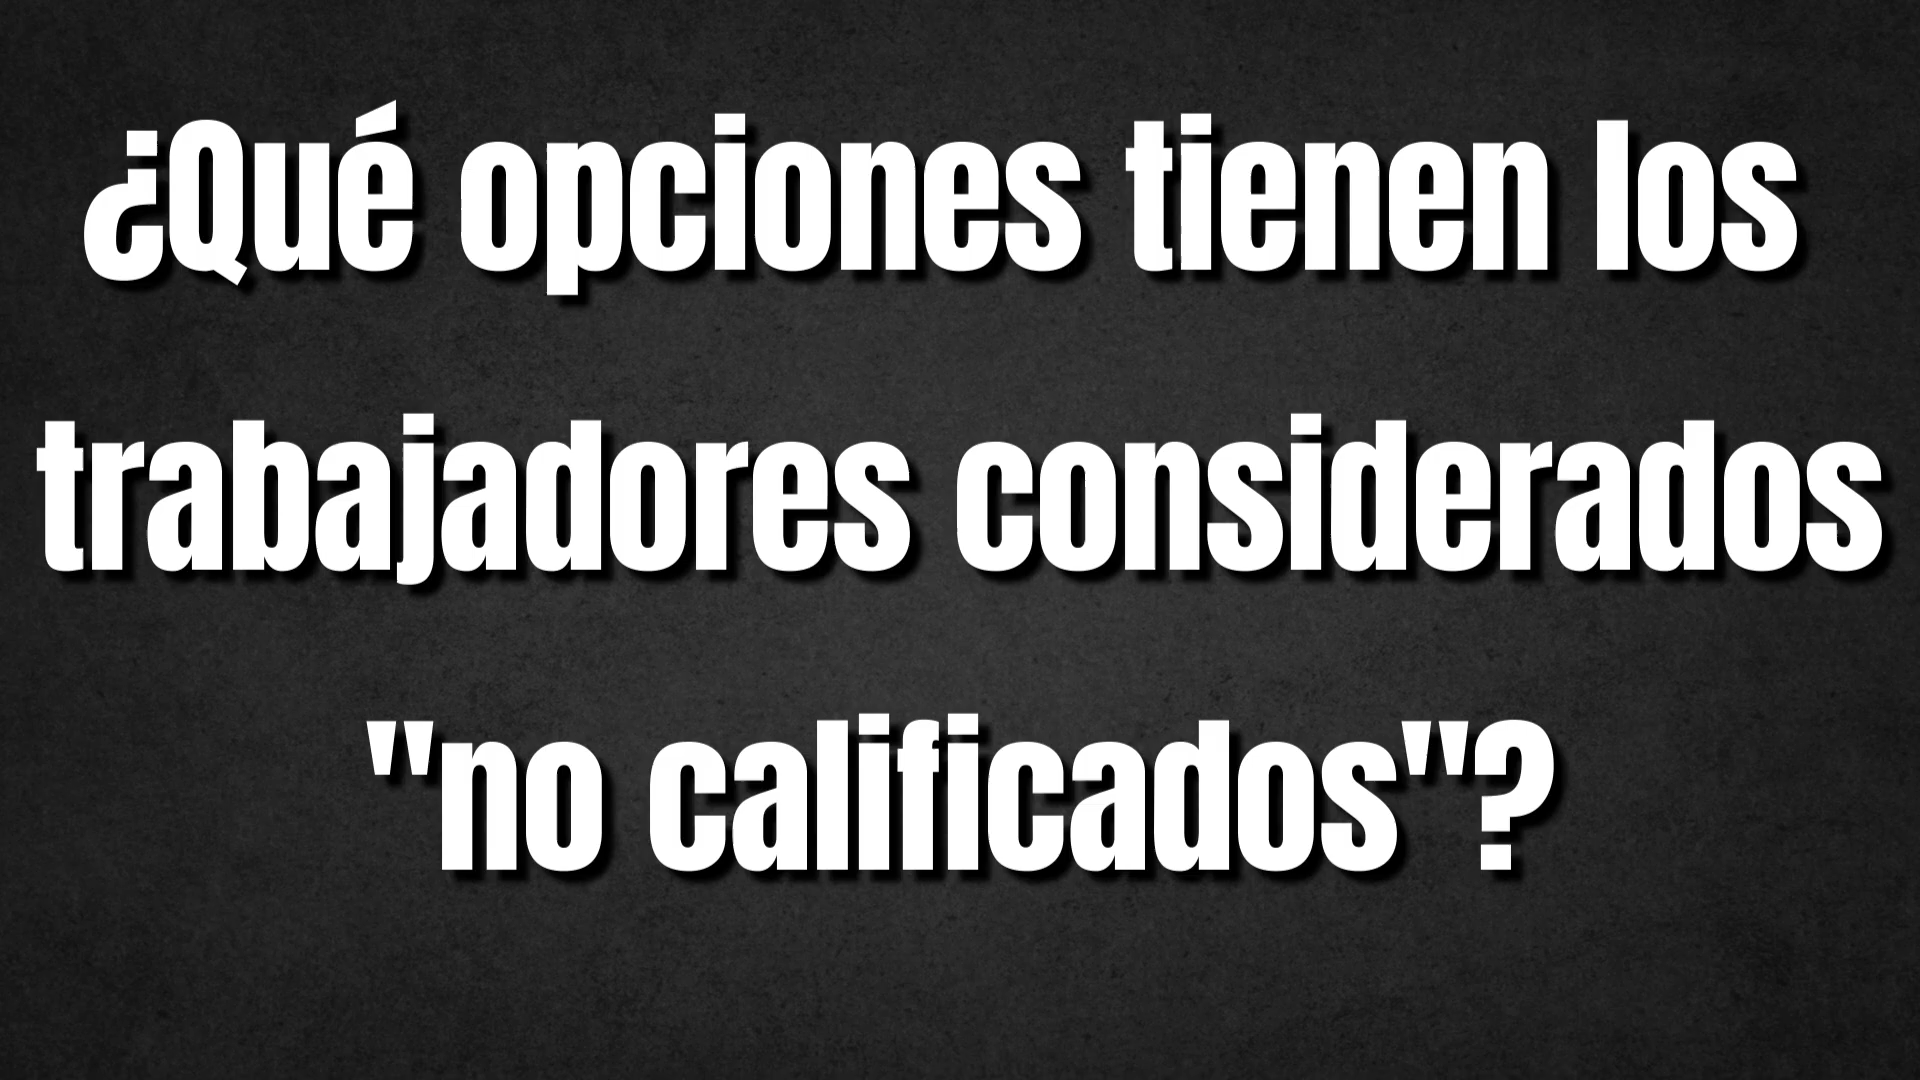 ¿Qué opciones tienen los
trabajadores considerados
"no calificados"?